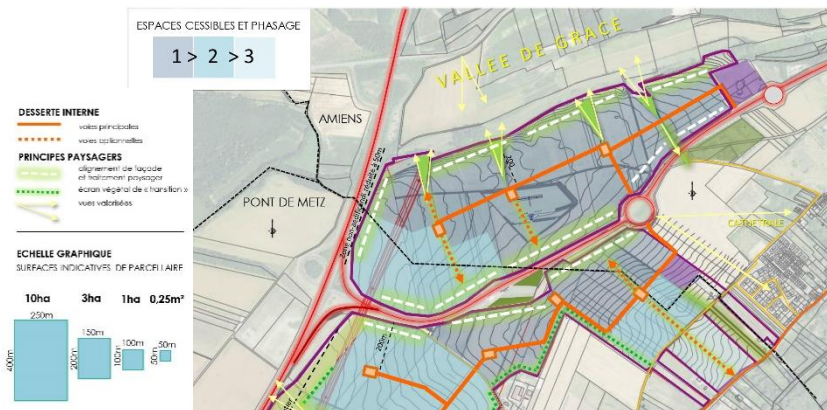 ESPACES CESSIBLES ET PHASAGE
1 > 2 > 3
DESSERTE INTERNE
voies principales
voies optionnelles
PRINCIPES PAYSAGERS
alignement de façade
et traitement paysager
écran végétal de « transition »
vues valorisées
ECHELLE GRAPHIQUE
SURFACES INDICATIVES DE PARCELLAIRE
10ha 3ha 1ha 0,25m²
250m
400m
150m
200m
100m
100m
50m
50m
VALLEE DE GRACE
AMIENS
PONT DE METZ
200
CATHEDRALE
200m